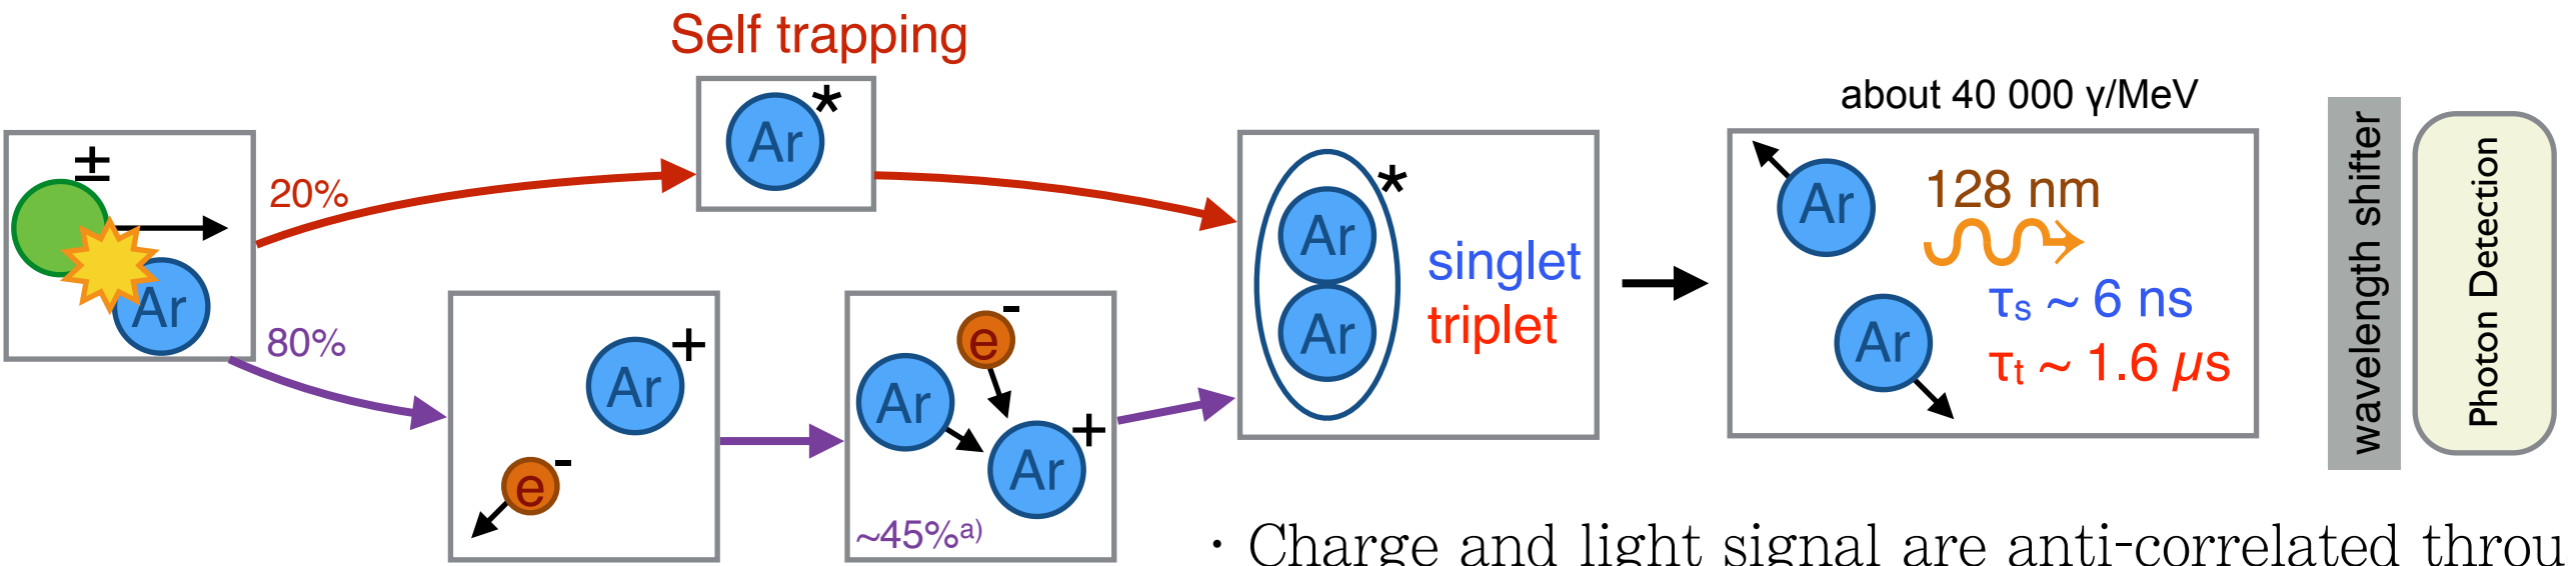 Self trapping
Ar *
about 40 000 γ/MeV
±
Ar
20%
80%
Ar +
e -
e -
Ar
Ar +
~45%a)
*
Ar
Ar
singlet
triplet
Ar
128 nm
Ar
τs ~ 6 ns
τt ~ 1.6 μs
wavelength shifter
Photon Detection
· Charge and light signal are anti-correlated throu